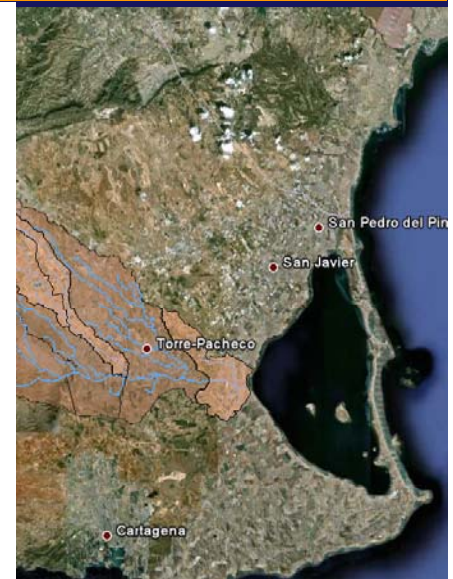 San Pedro del Pin
San Javier
Torre-Pacheco
Cartagena